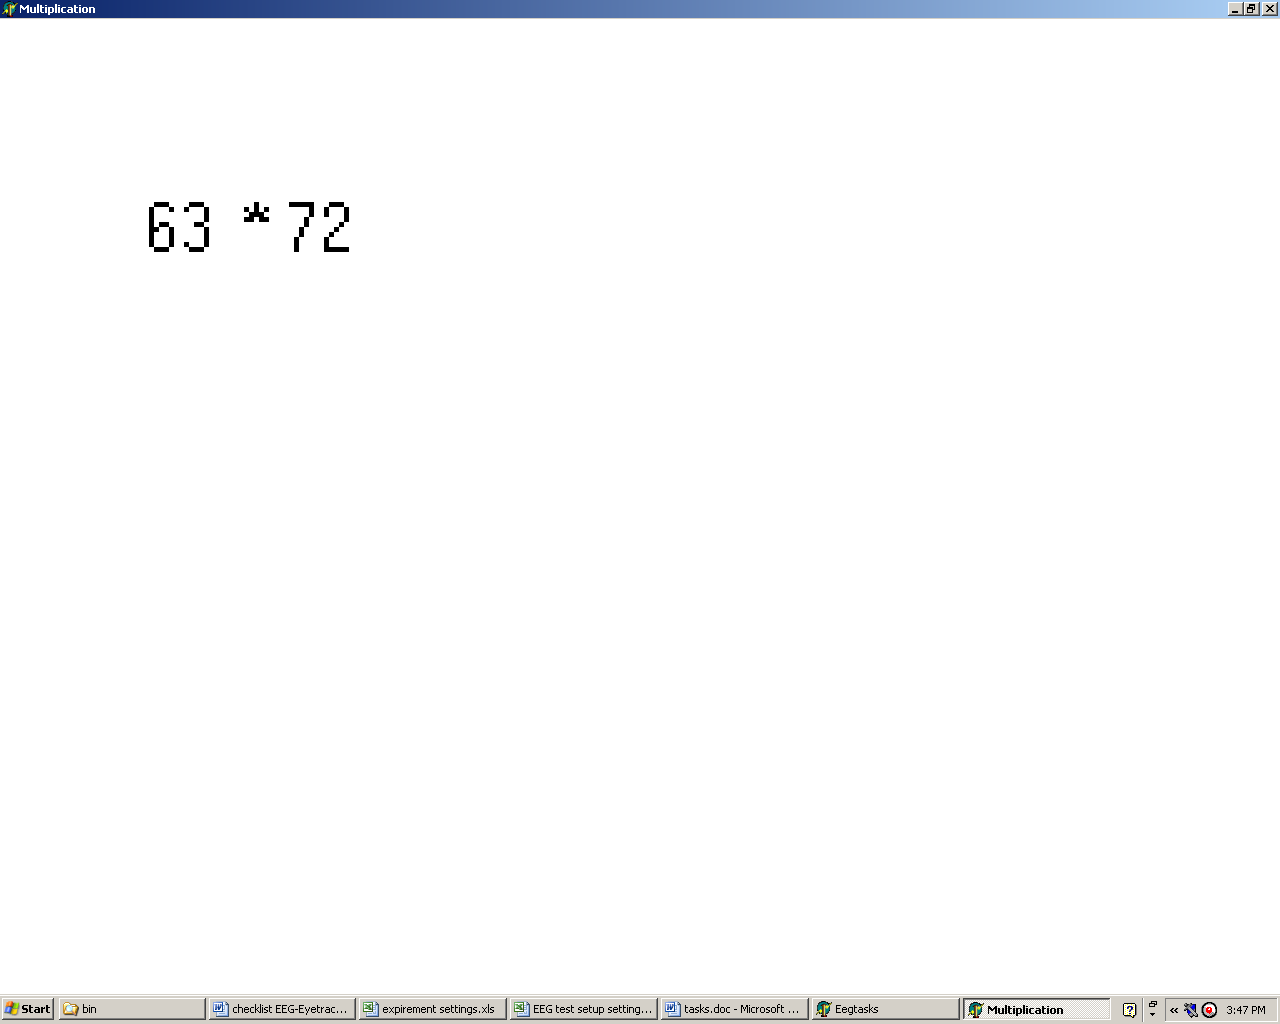 Multiplication
63 * 72
Start bin checklist EEG-Eyetrac... expirement settings.xls EEG test setup setting... tasks.doc - Microsoft ... Eegtasks Multiplication « 3:47 PM